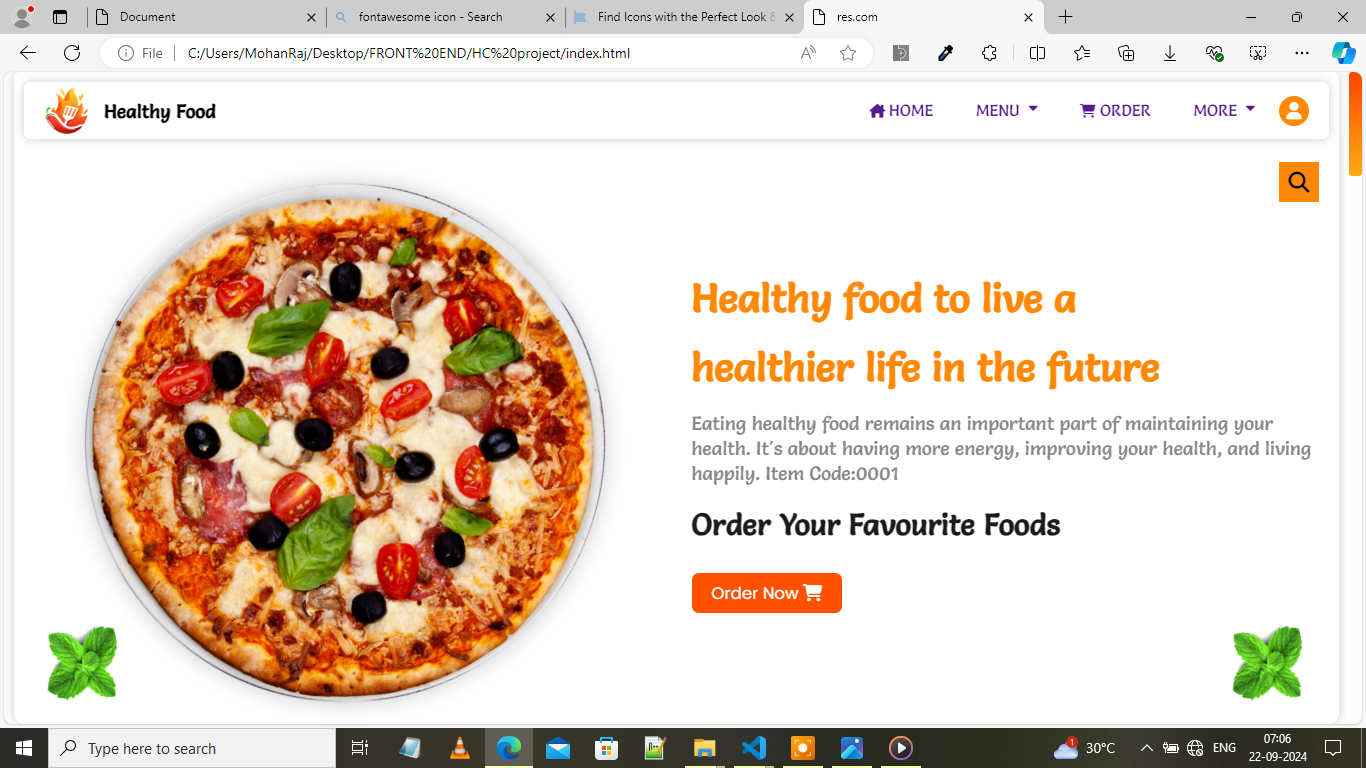 Document
fontawesome icon - Search
Find Icons with the Perfect Look &
res.com
File
C:/Users/MohanRaj/Desktop/FRONT%20END/HC%20project/index.html
Healthy Food
HOME
MENU
ORDER
MORE
Healthy food to live a
healthier life in the future
Eating healthy food remains an important part of maintaining your
health. It's about having more energy, improving your health, and living
happily. Item Code:0001
Order Your Favourite Foods
Order Now
Type here to search
1
30°C
ENG
07:06
22-09-2024